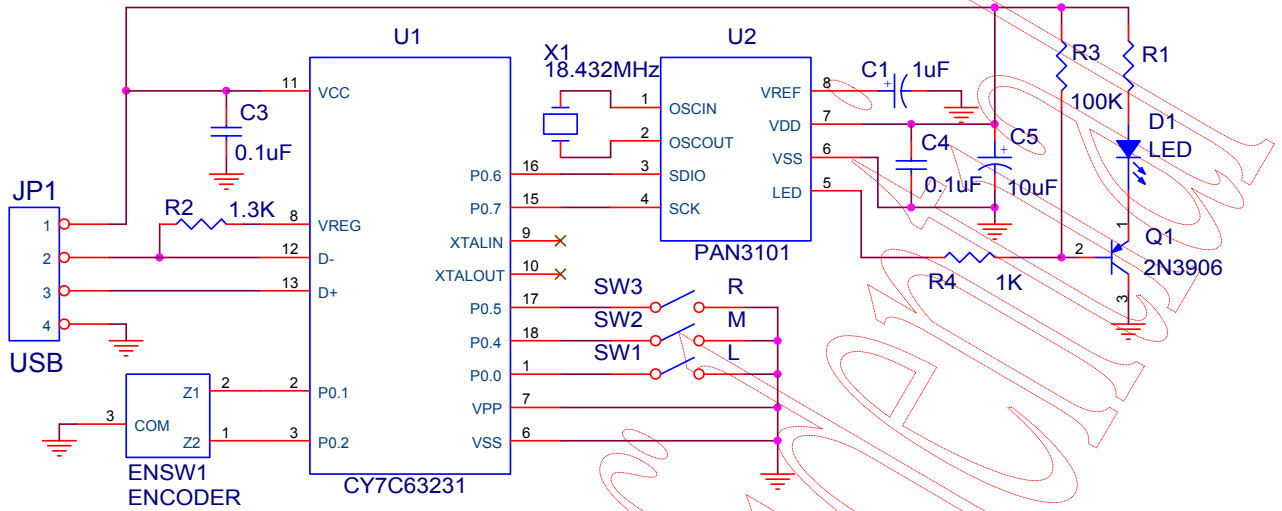 U1
U2
X1
18.432MHz
C1
1uF
R3
100K
R1
D1
LED
11
VCC
C3
0.1uF
1
OSCIN
VREF
8
2
OSCOUT
VDD
7
VSS
6
LED
5
3
SDIO
4
SCK
PAN3101
C4
0.1uF
C5
+
10uF
+
P0.6
16
P0.7
15
JP1
1
2
3
4
USB
R2
1.3K
8
VREG
12
D-
13
D+
XTALIN
9
XTALOUT
10
P0.5
17
P0.4
18
P0.0
1
VPP
7
VSS
6
SW3
R
SW2
M
SW1
L
R4
1K
1
2
3
Q1
2N3906
3
COM
Z1
2
Z2
1
2
P0.1
3
P0.2
ENSW1
ENCODER
CY7C63231